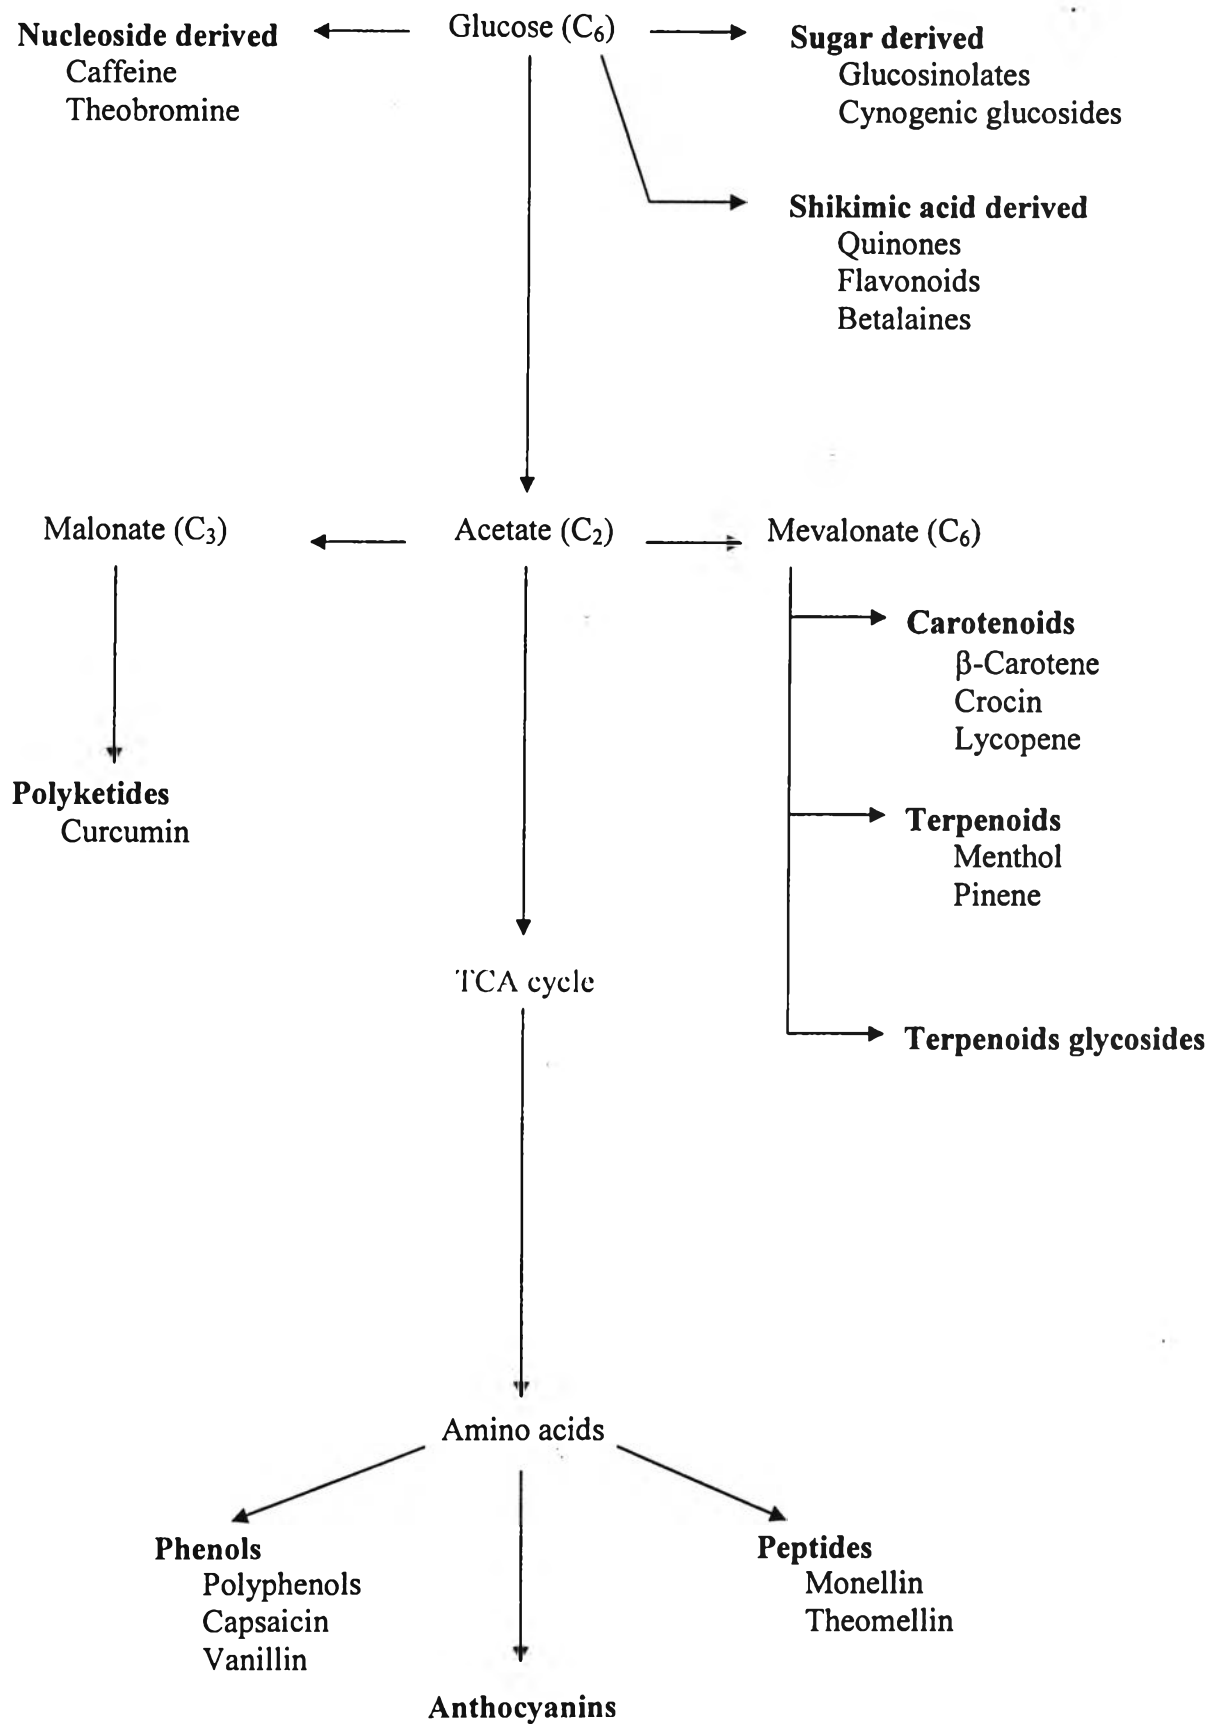 Nucleoside derived
Caffeine
Theobromine
Glucose (C₆)
Sugar derived
Glucosinolates
Cynogenic glucosides
Shikimic acid derived
Quinones
Flavonoids
Betalaines
Malonate (C₃)
Acetate (C₂)
Mevalonate (C₆)
Carotenoids
β-Carotene
Crocin
Lycopene
Polyketides
Curcumin
Terpenoids
Menthol
Pinene
TCA cycle
Terpenoids glycosides
Amino acids
Phenols
Polyphenols
Capsaicin
Vanillin
Peptides
Monellin
Theomellin
Anthocyanins